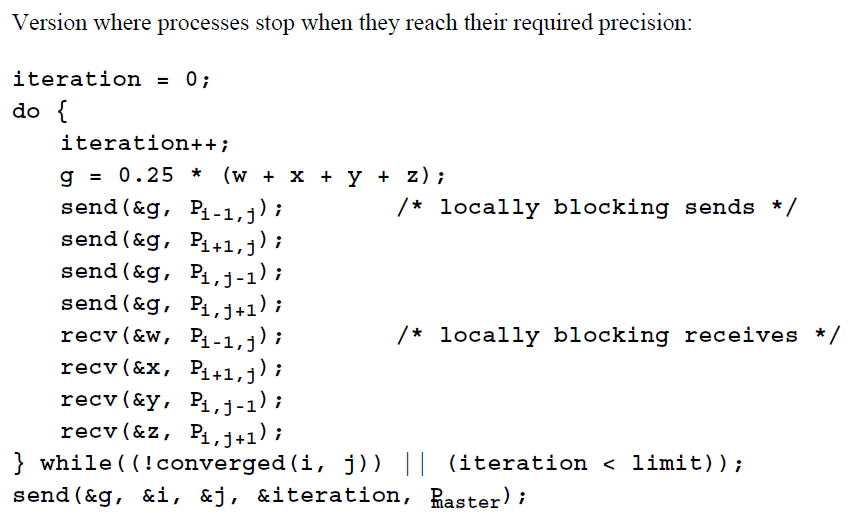 Version where processes stop when they reach their required precision:
iteration = 0;
do {
iteration++;
g = 0.25 * (w + x + y + z);
send(&g, Pi-1,j); /* locally blocking sends */
send(&g, Pi+1,j);
send(&g, Pi,j-1);
send(&g, Pi,j+1);
recv(&w, Pi-1,j); /* locally blocking receives */
recv(&x, Pi+1,j);
recv(&y, Pi,j-1);
recv(&z, Pi,j+1);
} while((!converged(i, j)) || (iteration < limit));
send(&g, &i, &j, &iteration, Pmaster);